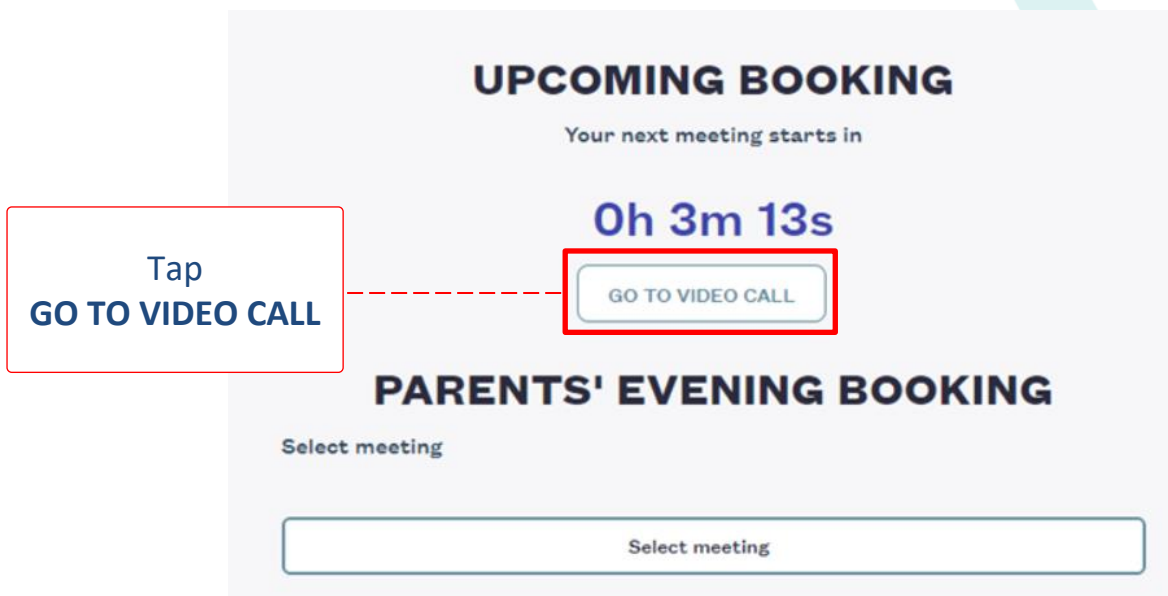 UPCOMING BOOKING
Your next meeting starts in
0h 3m 13s
Tap
GO TO VIDEO CALL
GO TO VIDEO CALL
PARENTS' EVENING BOOKING
Select meeting
Select meeting